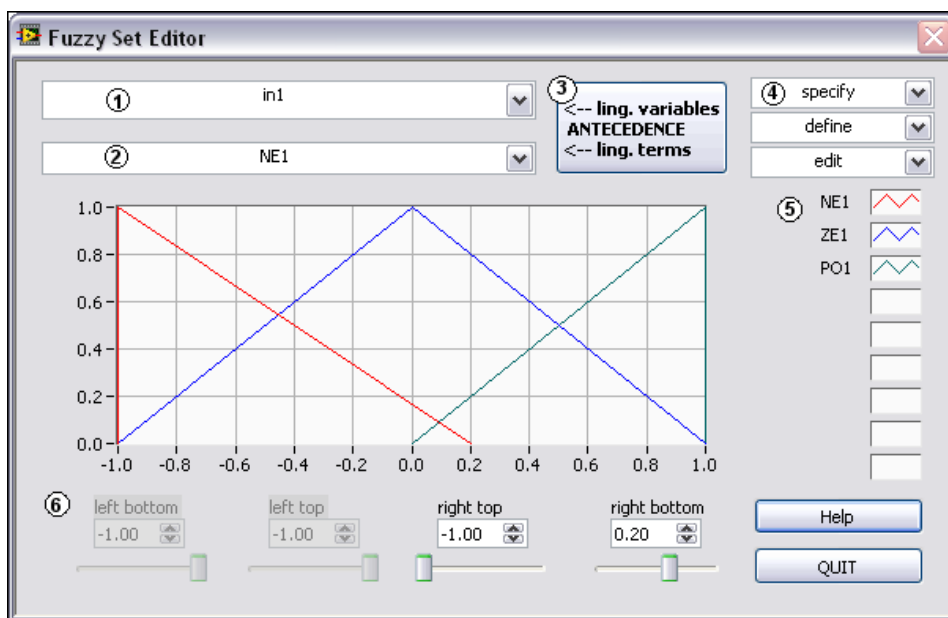 Fuzzy Set Editor
① in1
③ <-- ling. variables
ANTECEDENCE
<-- ling. terms
④ specify
define
edit
② NE1
⑤ NE1
ZE1
PO1
1.0
0.8
0.6
0.4
0.2
0.0
-1.0 -0.8 -0.6 -0.4 -0.2 0.0 0.2 0.4 0.6 0.8 1.0
⑥ left bottom left top right top right bottom
-1.00 -1.00 -1.00 0.20
Help
QUIT